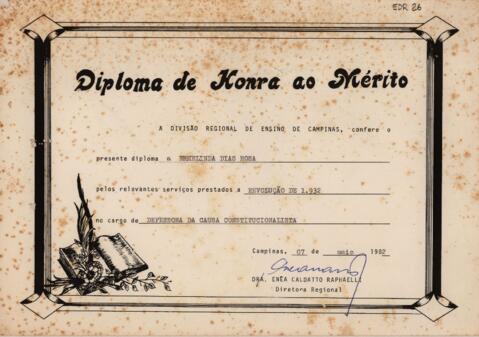 EDR 26
Diploma de Honra ao Mérito
A DIVISÃO REGIONAL DE ENSINO DE CAMPINAS, confere o
presente diploma a DIAS ROSA
pelos relevantes serviços prestados a REVOLUÇÃO DE 1.932
no cargo de DEFENSORA DA CAUSA CONSTITUCIONALISTA
Campinas, 07 de maio 1982
DRA. ENÉA CALDATTO RAPHAELLI
Diretora Regional